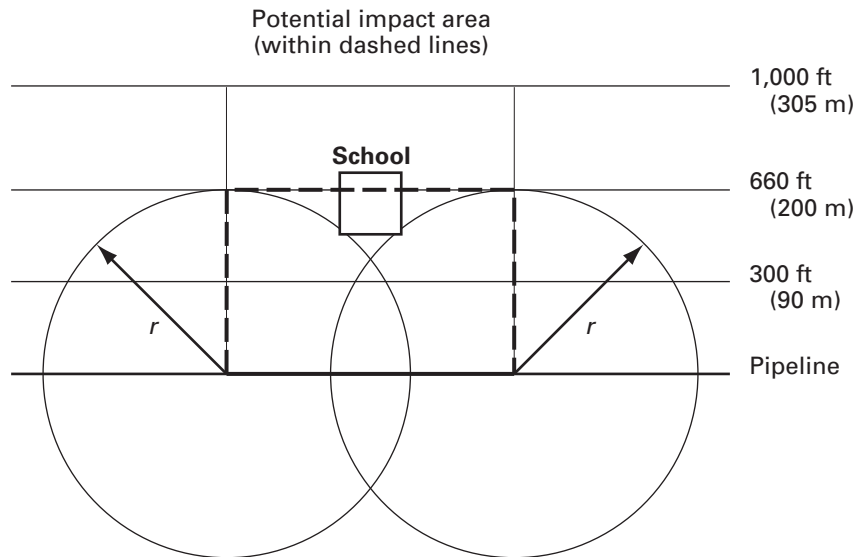 Potential impact area
(within dashed lines)
1,000 ft
(305 m)
School
660 ft
(200 m)
300 ft
(90 m)
r
r
Pipeline